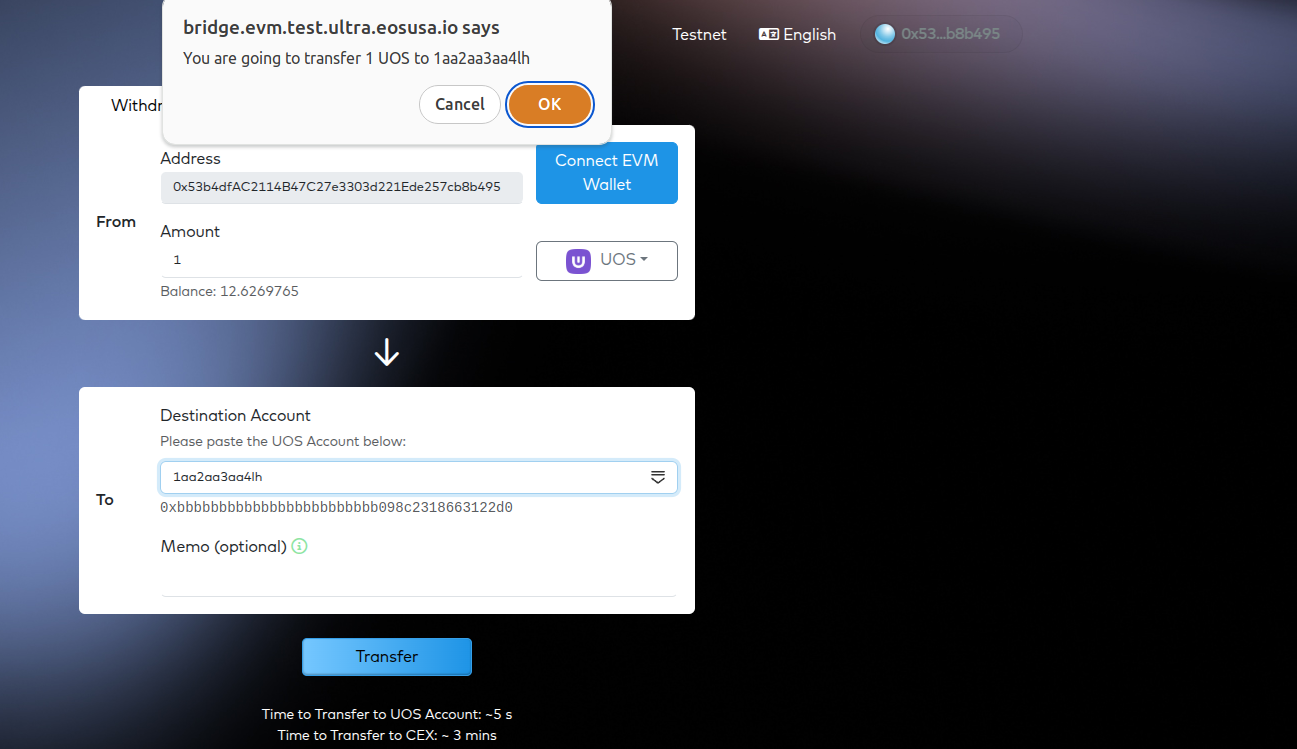 bridge.evm.test.ultra.eosusa.io says
You are going to transfer 1 UOS to 1aa2aa3aa4lh
Cancel
OK
Testnet
English
0x53...b8b495
Withdr
Address
0x53b4dfAC2114B47C27e3303d221Ede257cb8b495
Connect EVM
Wallet
From
Amount
1
UOS
Balance: 12.6269765
Destination Account
Please paste the UOS Account below:
1aa2aa3aa4lh
To
0xbbbbbbbbbbbbbbbbbbbbbbbb098c2318663122d0
Memo (optional)
Transfer
Time to Transfer to UOS Account: ~5 s
Time to Transfer to CEX: ~ 3 mins